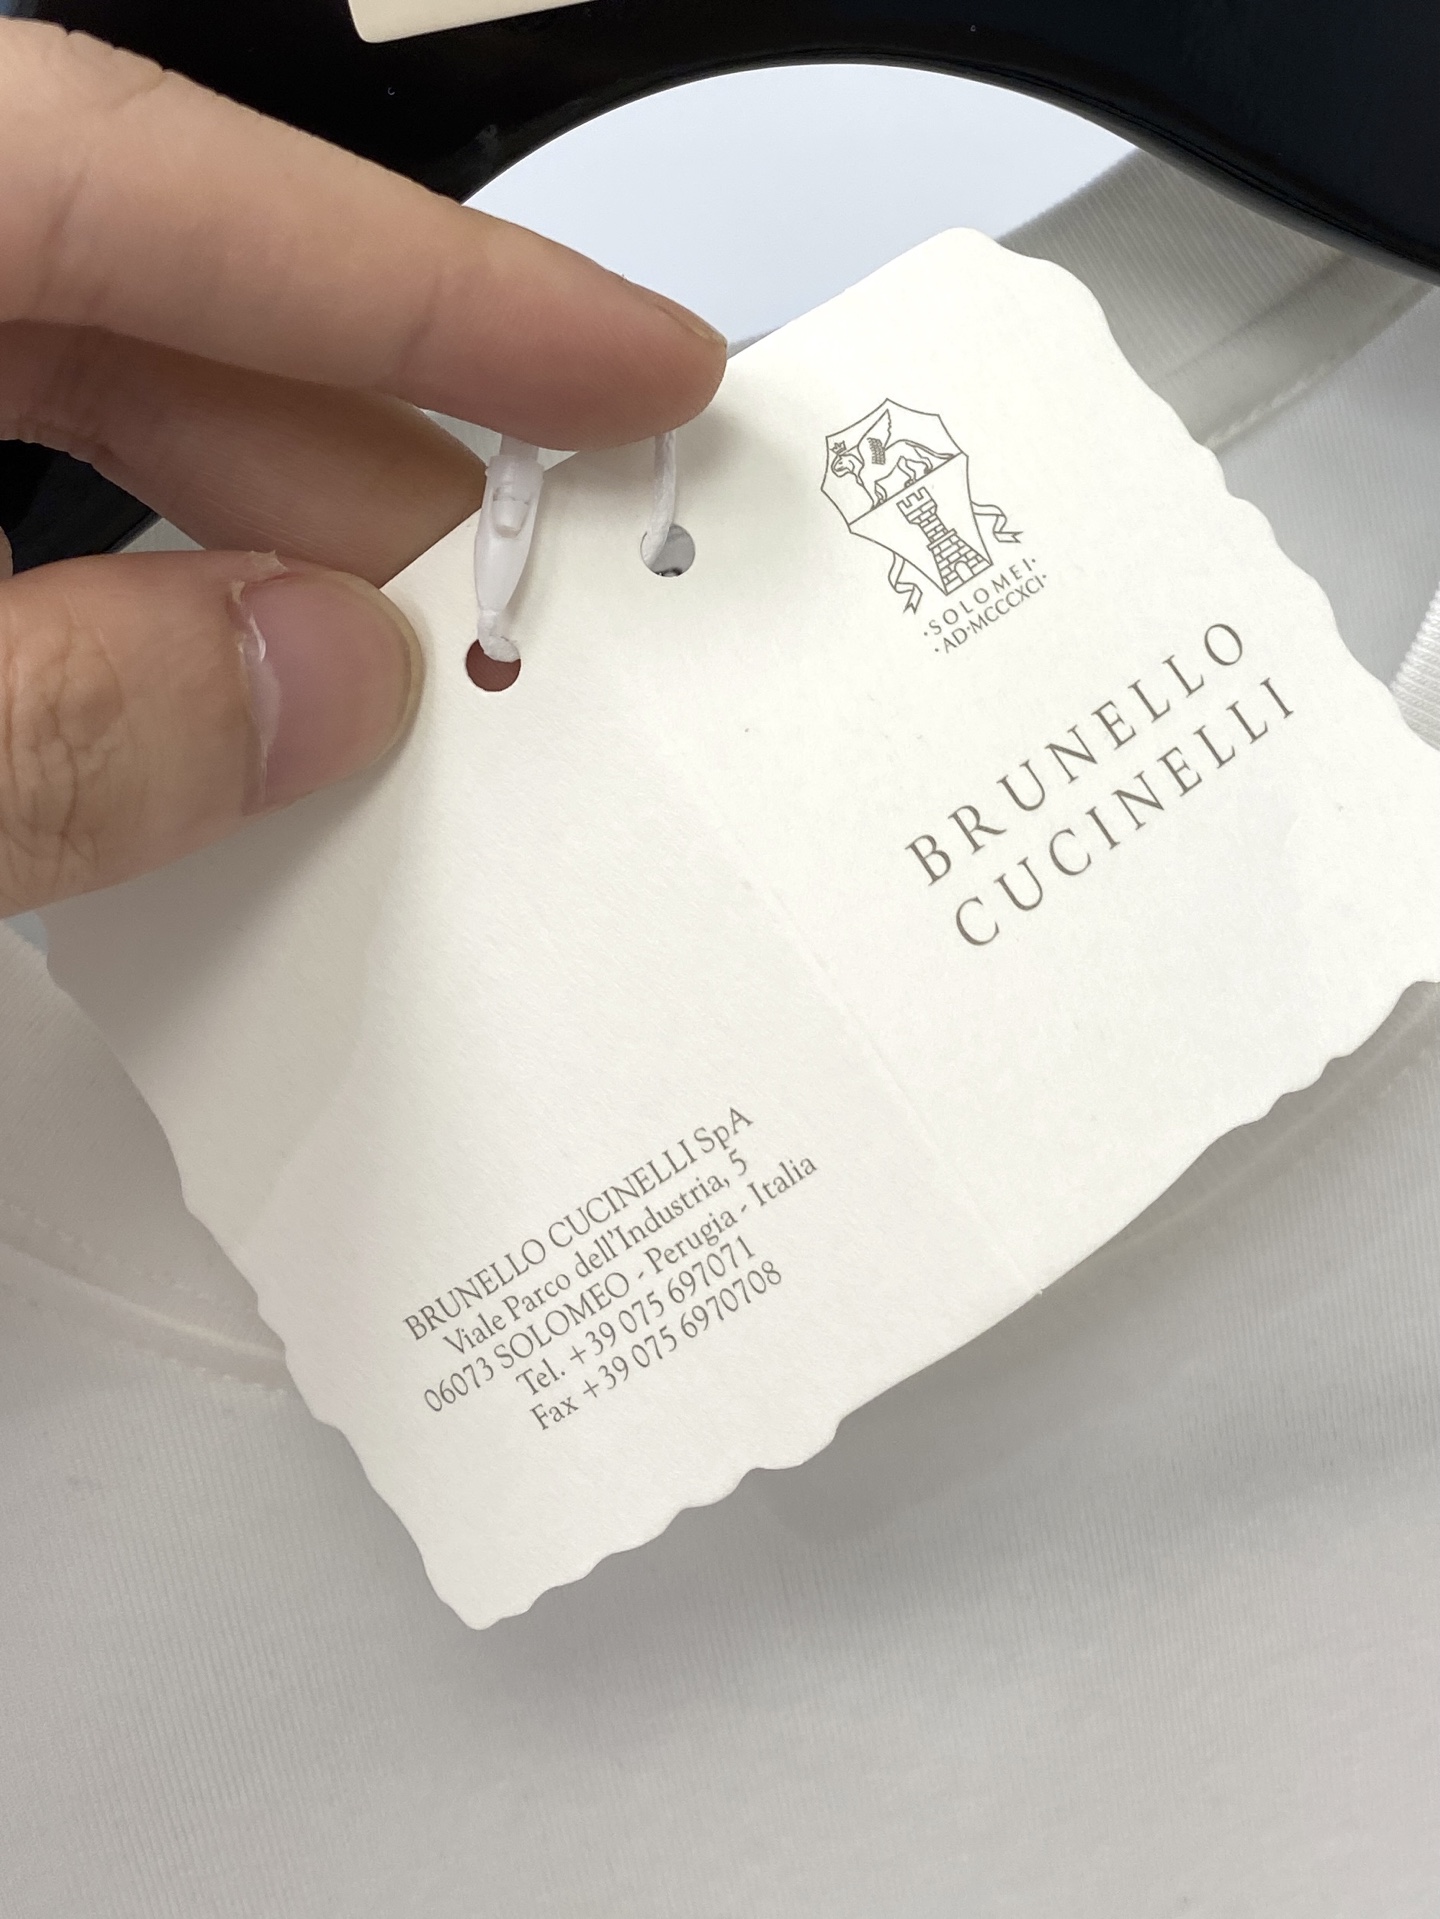 ·SOLOMEI·
·AD·MCCCXCI·
BRUNELLO
CUCINELLI
BRUNELLO CUCINELLI SpA
Viale Parco dell'Industria, 5
06073 SOLOMEO - Perugia - Italia
Tel. +39 075 697071
Fax +39 075 6970708